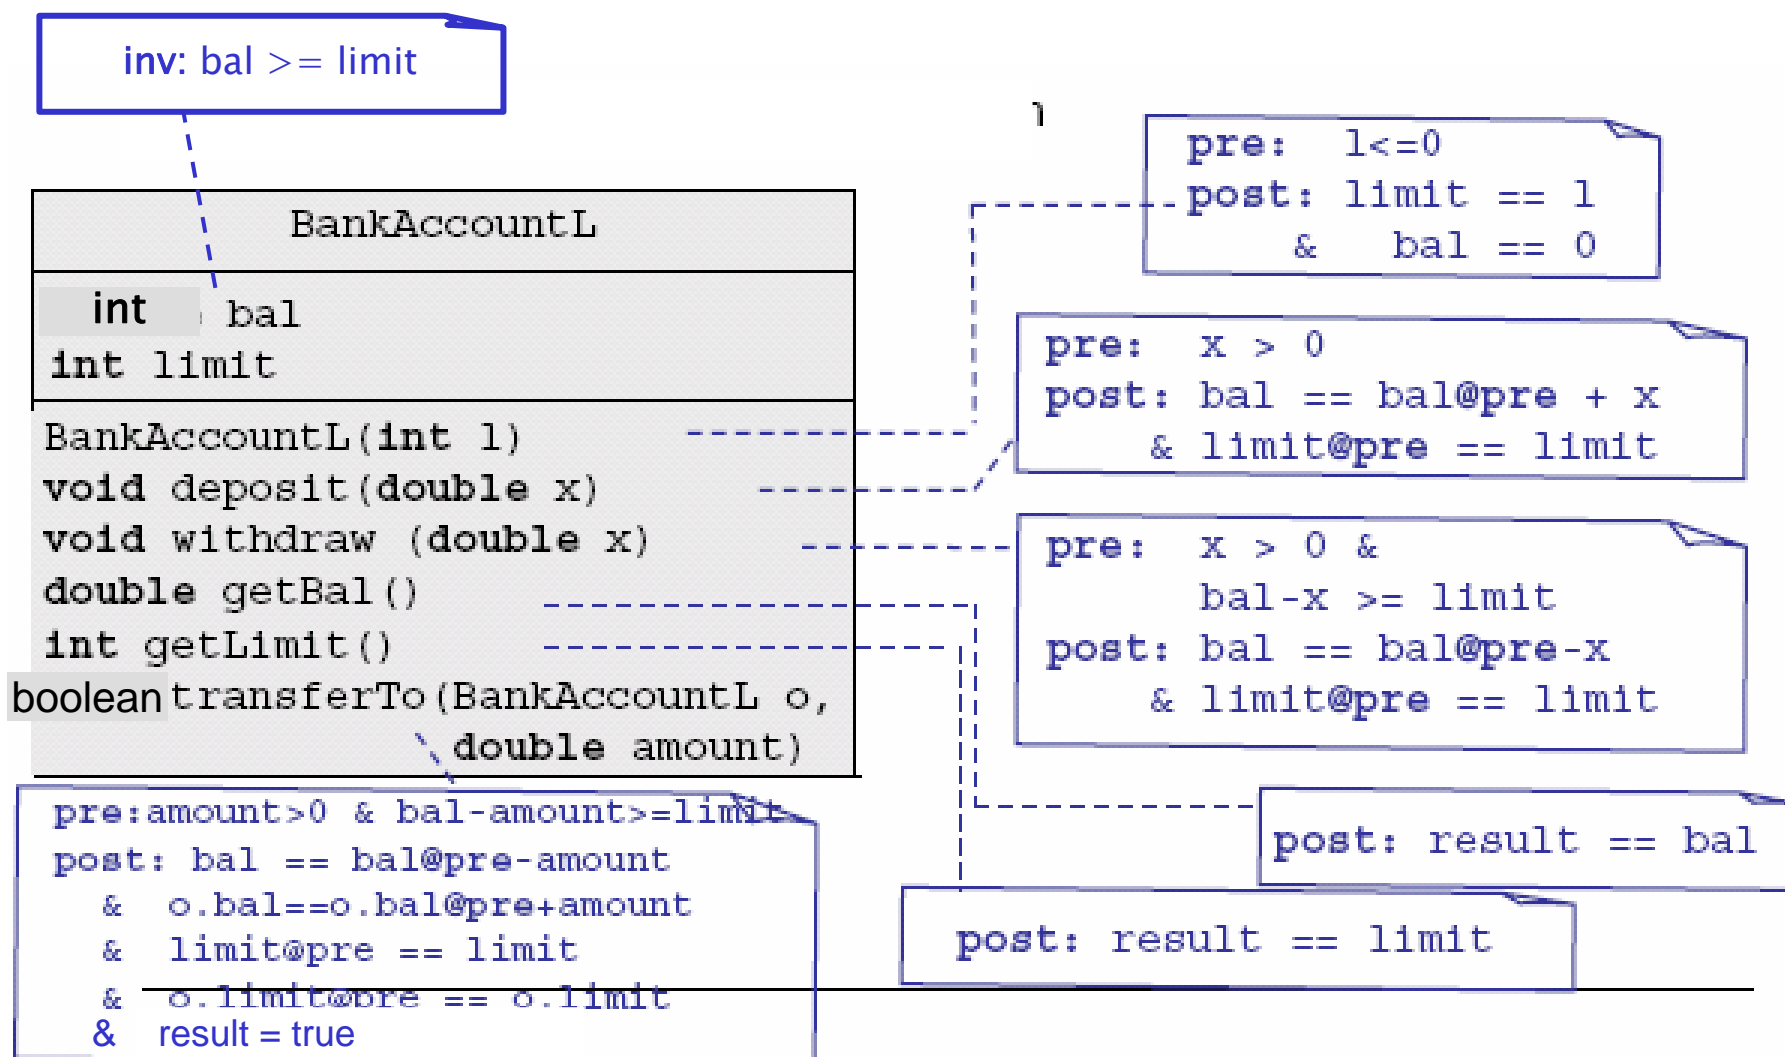 inv: bal >= limit
BankAccountL
int bal
int limit
BankAccountL(int l)
void deposit(double x)
void withdraw (double x)
double getBal()
int getLimit()
boolean transferTo(BankAccountL o,
double amount)
pre: l<=0
post: limit == l
& bal == 0
pre: x > 0
post: bal == bal@pre + x
& limit@pre == limit
pre: x > 0 &
bal-x >= limit
post: bal == bal@pre-x
& limit@pre == limit
post: result == bal
post: result == limit
pre:amount>0 & bal-amount>=limit
post: bal == bal@pre-amount
& o.bal==o.bal@pre+amount
& limit@pre == limit
& o.limit@pre == o.limit
& result = true